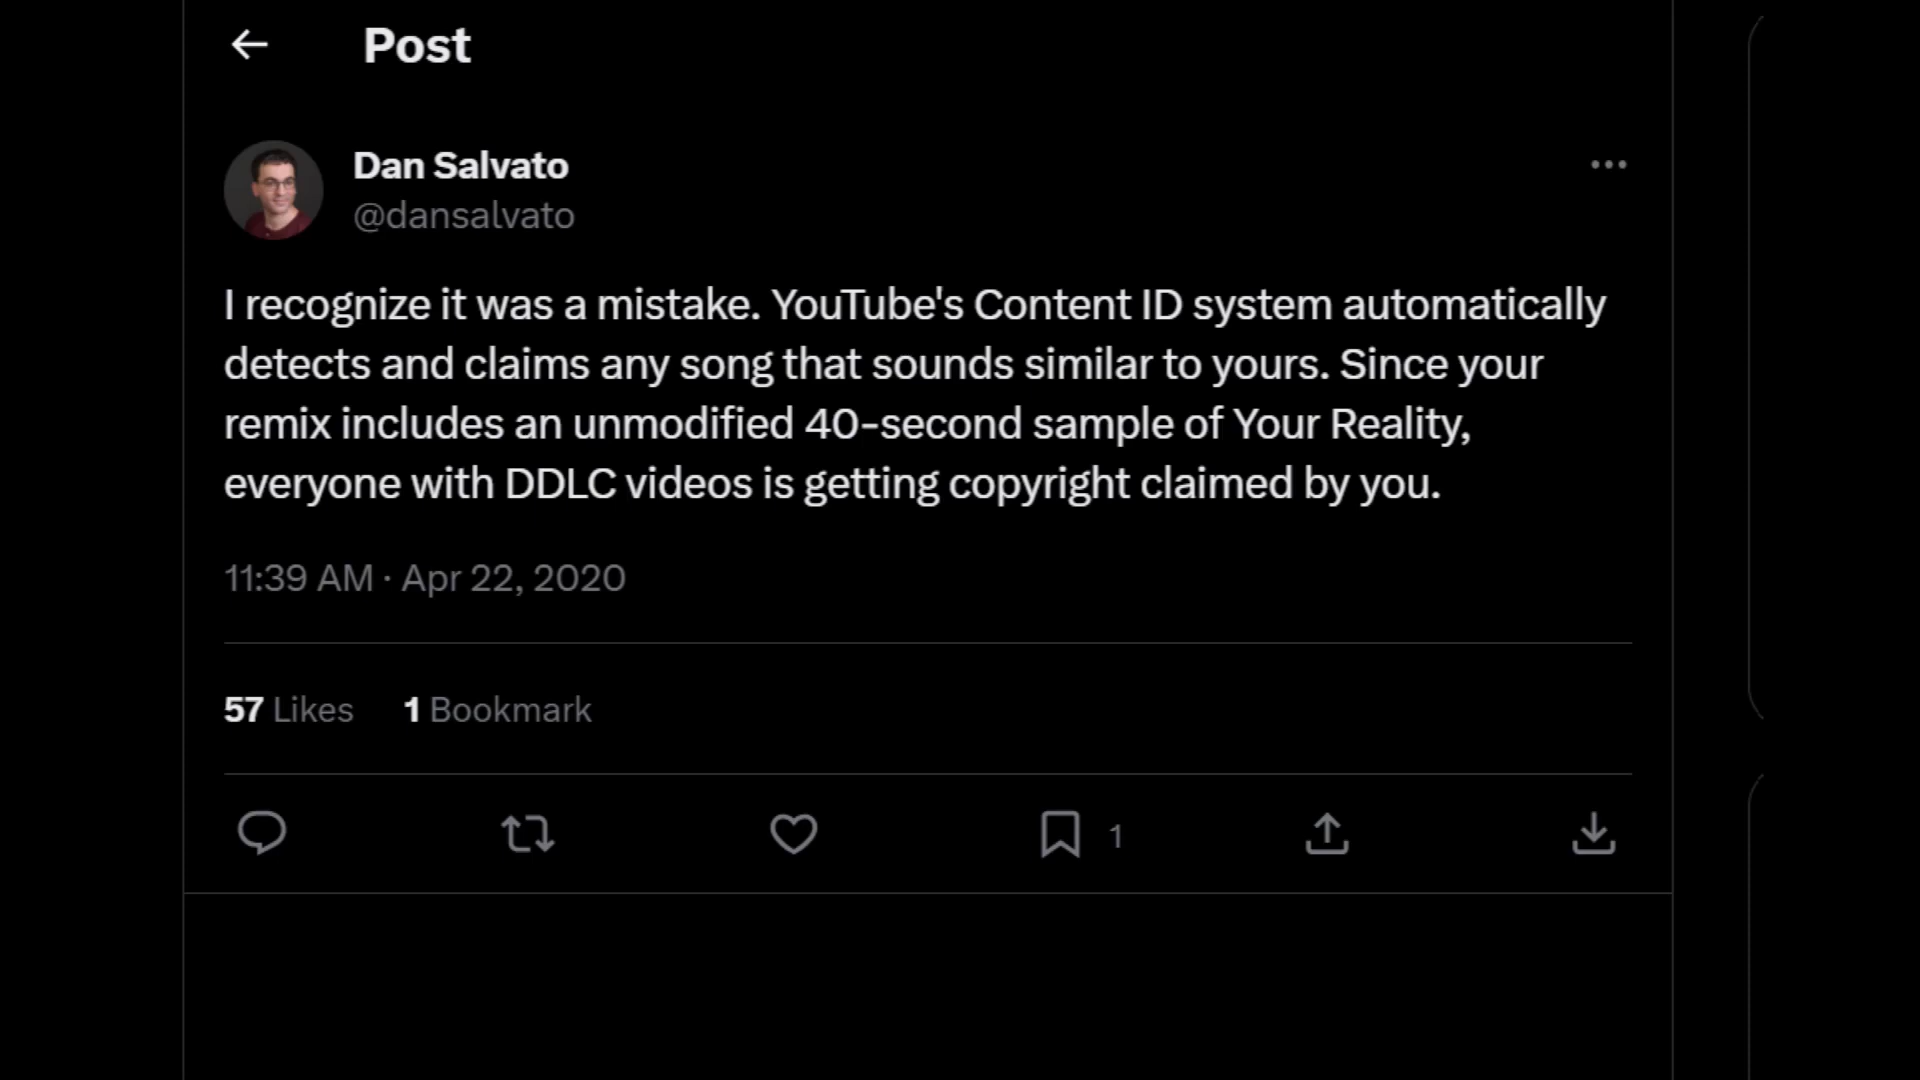 Post
Dan Salvato
@dansalvato
I recognize it was a mistake. YouTube's Content ID system automatically
detects and claims any song that sounds similar to yours. Since your
remix includes an unmodified 40-second sample of Your Reality,
everyone with DDLC videos is getting copyright claimed by you.
11:39 AM · Apr 22, 2020
57 Likes 1 Bookmark
1